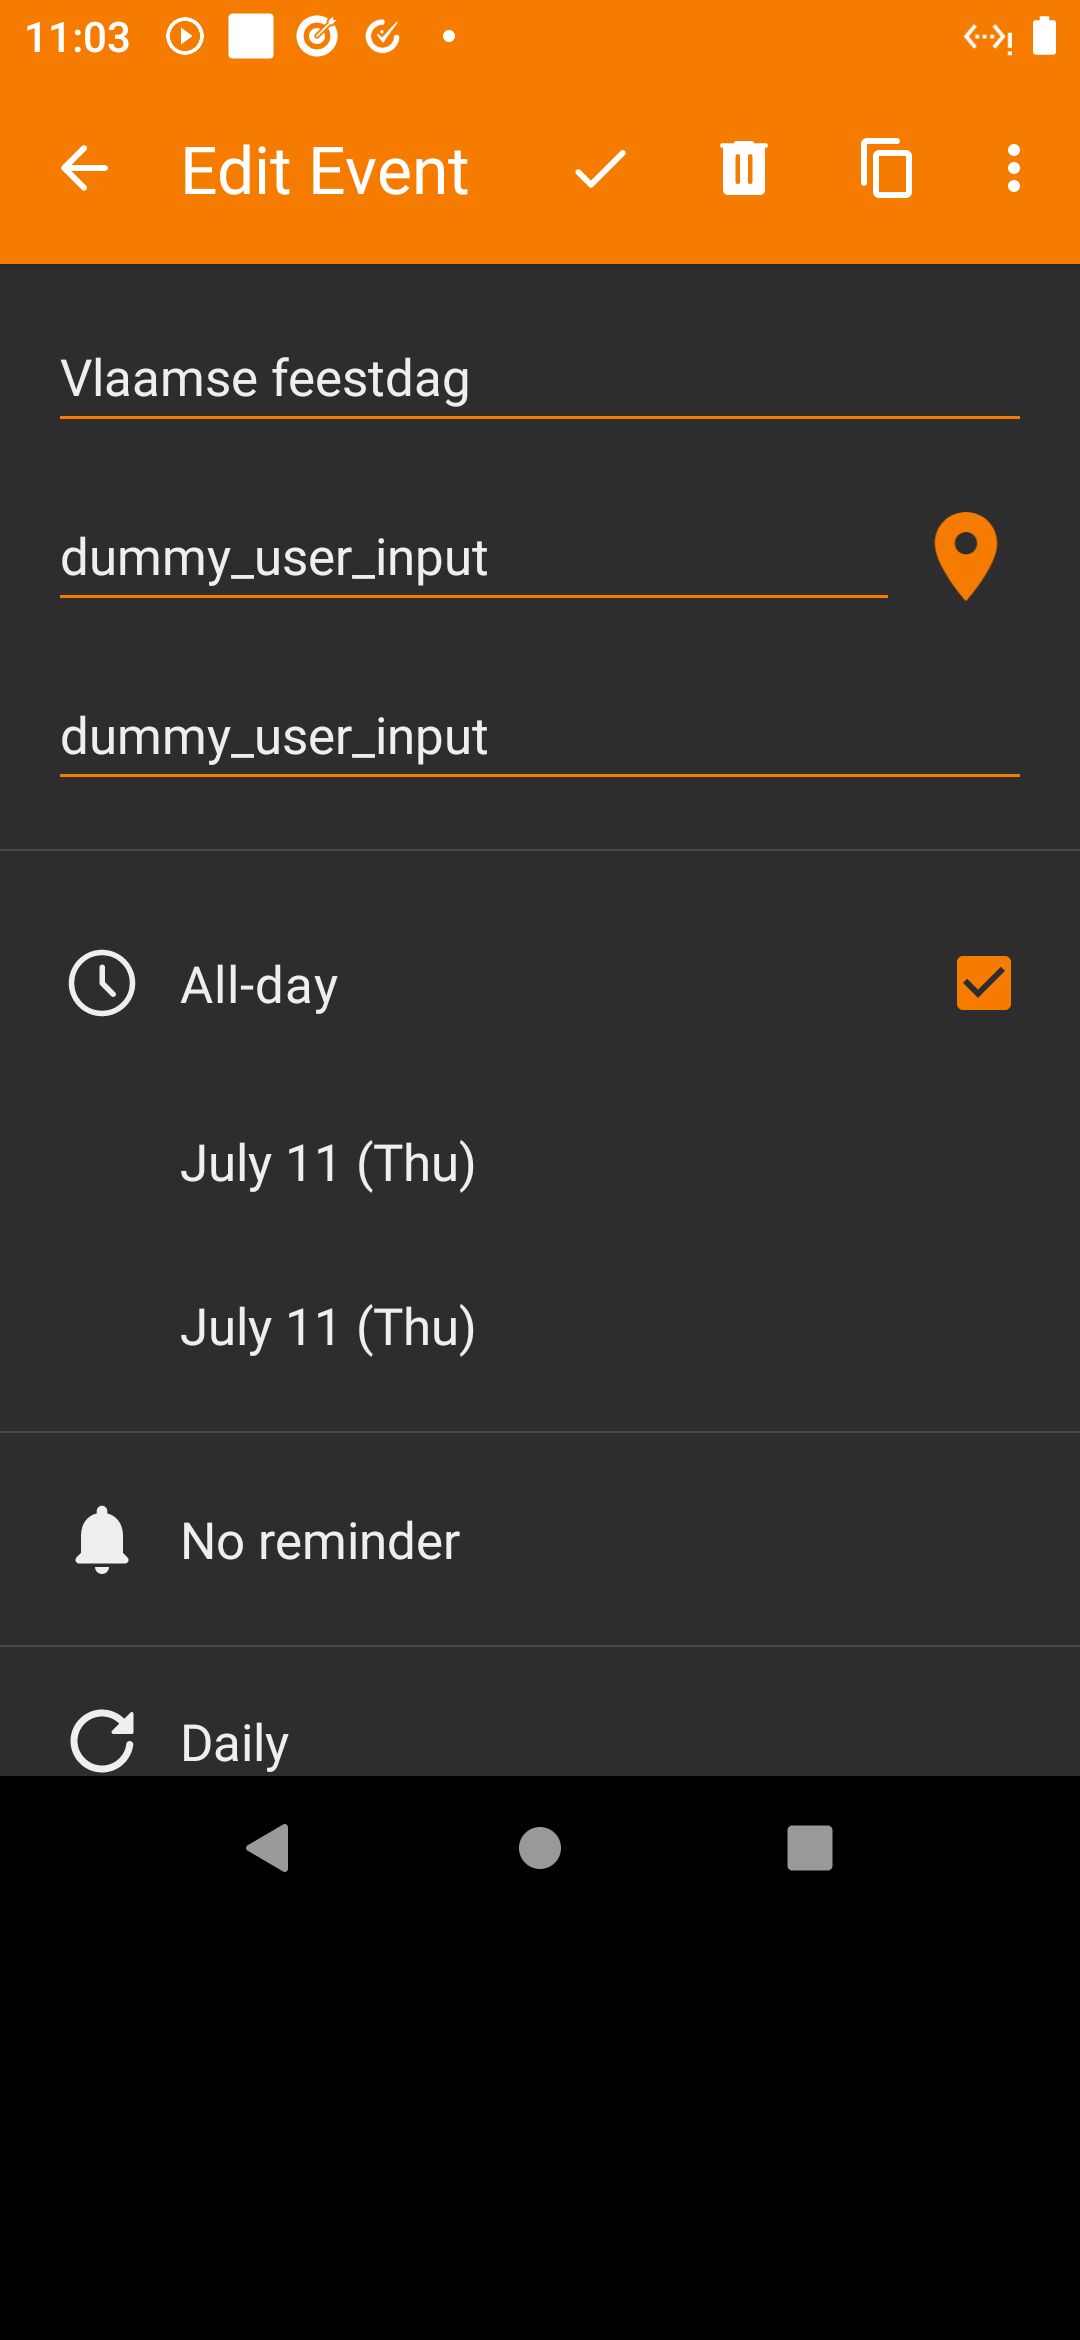 11:03
Edit Event
Vlaamse feestdag
dummy_user_input
dummy_user_input
All-day
July 11 (Thu)
July 11 (Thu)
No reminder
Daily